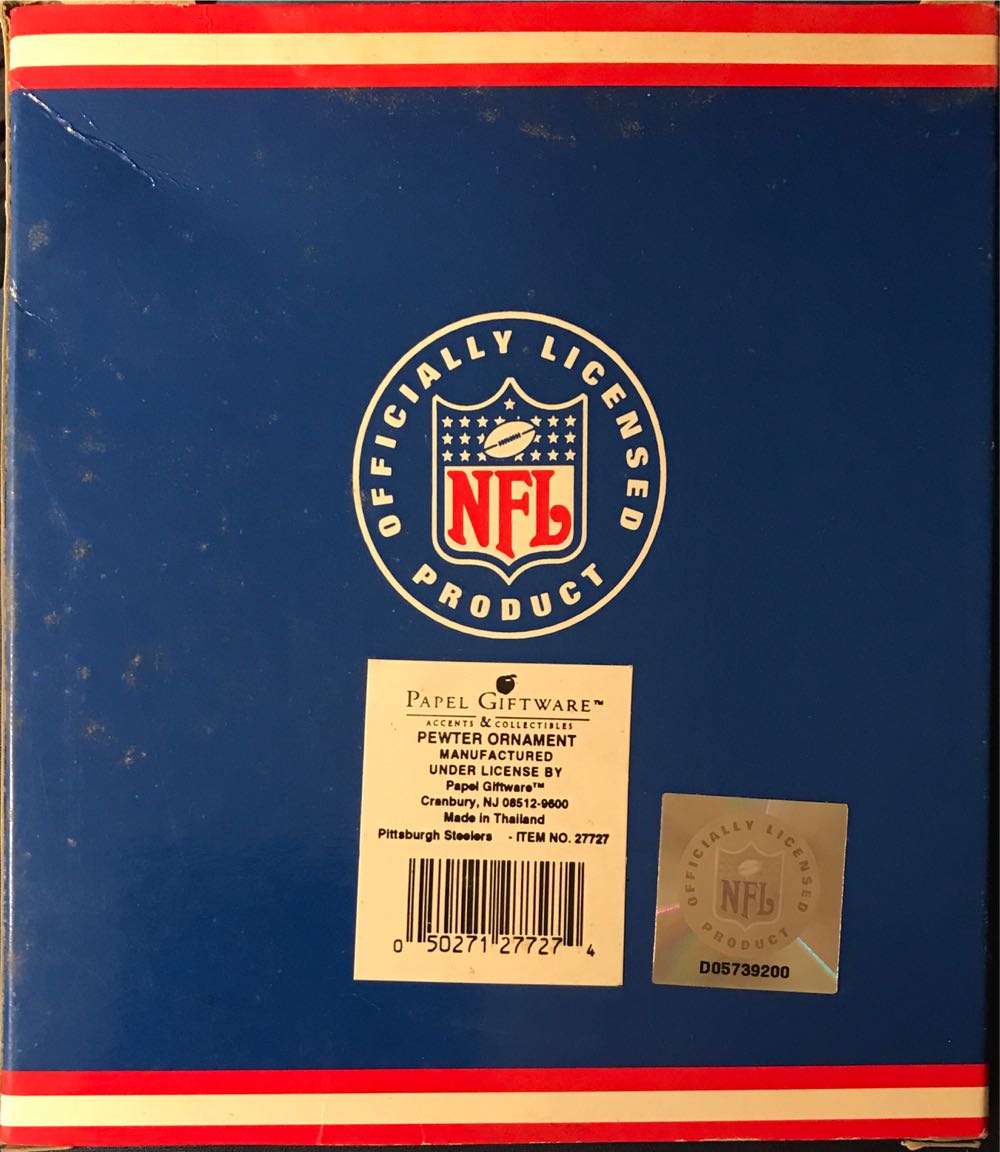 OFFICIALLY LICENSED
NFL
PRODUCT
PAPEL GIFTWARE™
ACCENTS & COLLECTIBLES
PEWTER ORNAMENT
MANUFACTURED
UNDER LICENSE BY
Papel Giftware™
Cranbury, NJ 08512-9600
Made in Thailand
Pittsburgh Steelers - ITEM NO. 27727
0 50271 27727 4
OFFICIALLY LICENSED
NFL
PRODUCT
D05739200